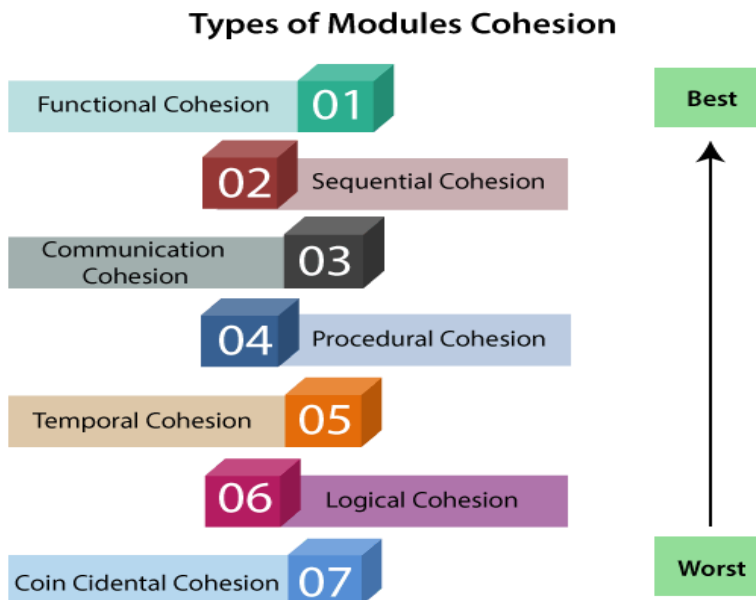 Types of Modules Cohesion
Functional Cohesion 01
Best
02 Sequential Cohesion
Communication
Cohesion
03
04 Procedural Cohesion
Temporal Cohesion 05
06 Logical Cohesion
Coin Cidental Cohesion 07
Worst